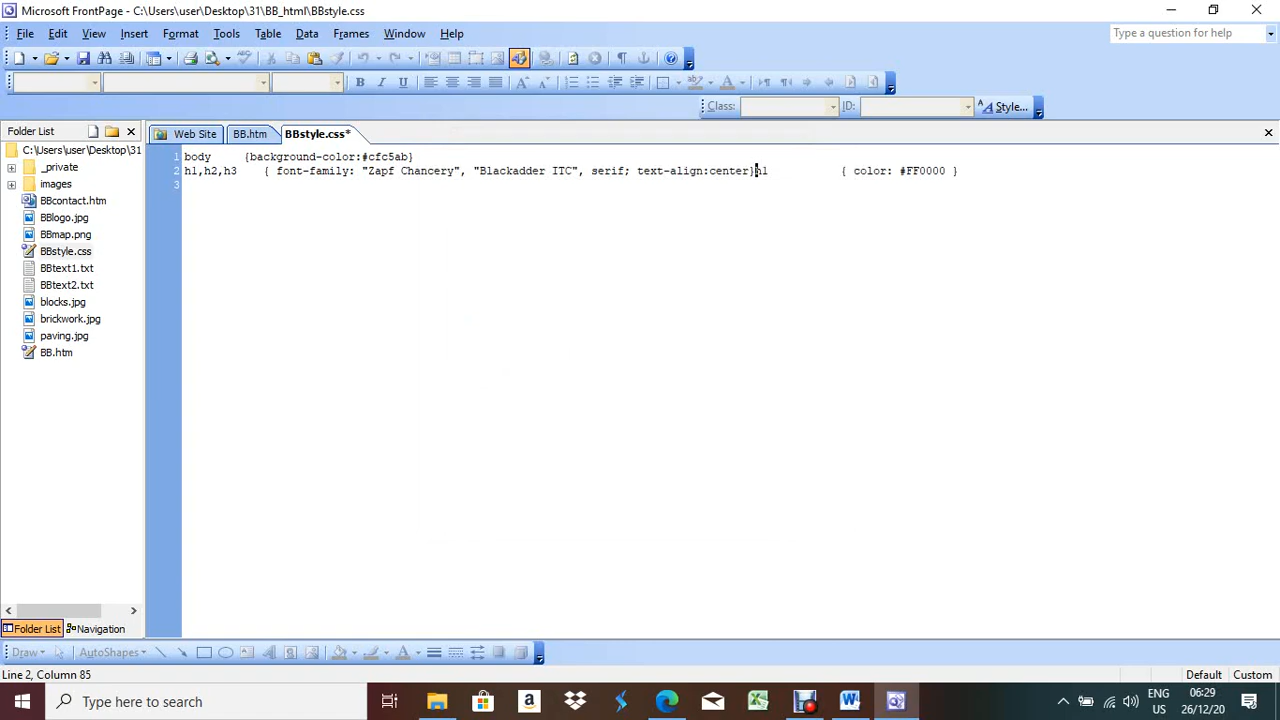 Microsoft FrontPage - C:\Users\user\Desktop\31\BB_html\BBstyle.css
File Edit View Insert Format Tools Table Data Frames Window Help
Type a question for help
B I U
A
Class: ID: Style...
Folder List
Web Site BB.htm BBstyle.css*
C:\Users\user\Desktop\31
_private
images
BBcontact.htm
BBlogo.jpg
BBmap.png
BBstyle.css
BBtext1.txt
BBtext2.txt
blocks.jpg
brickwork.jpg
paving.jpg
BB.htm
1 body {background-color:#cfc5ab}
2 h1,h2,h3 { font-family: "Zapf Chancery", "Blackadder ITC", serif; text-align:center}h1 { color: #FF0000 }
3
Folder List Navigation
Draw AutoShapes
Line 2, Column 85
Default Custom
Type here to search
ENG
US
06:29
26/12/20